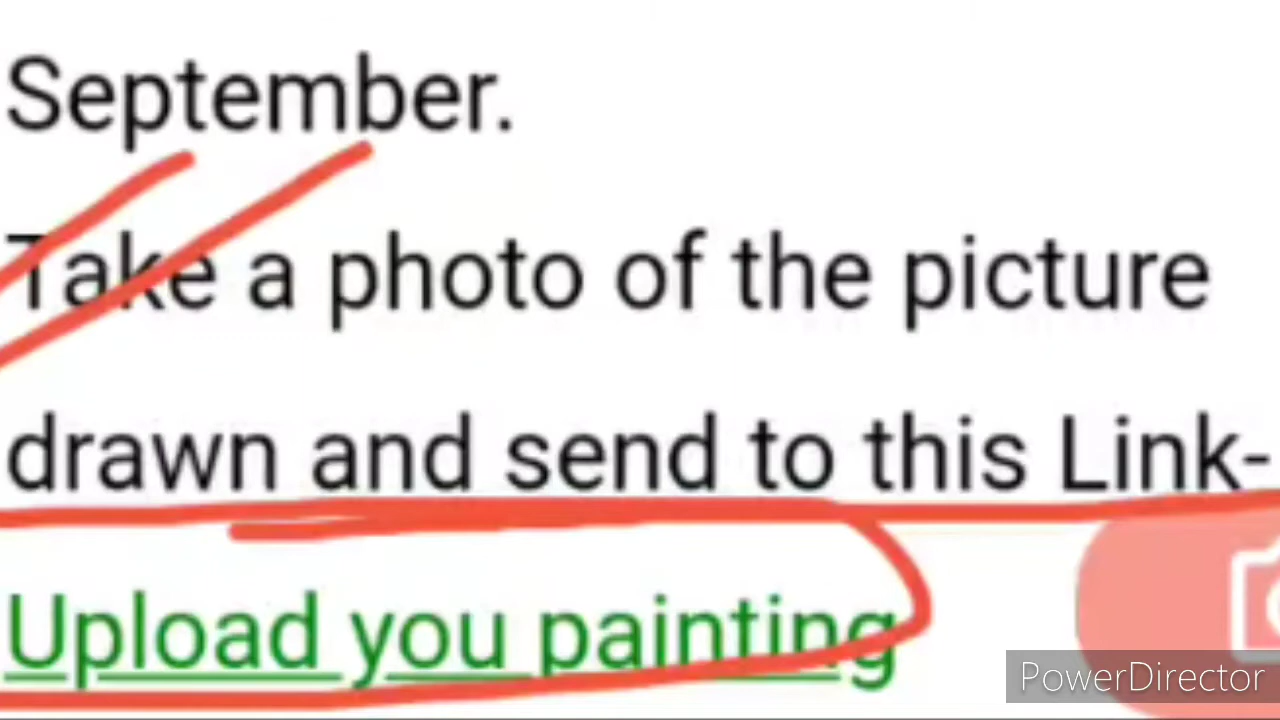 September.
Take a photo of the picture
drawn and send to this Link-
Upload you painting
PowerDirector